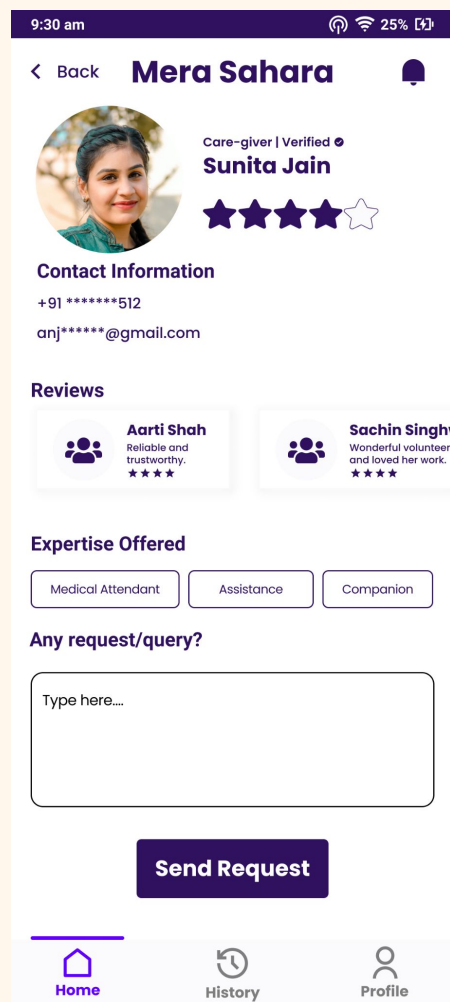 9:30 am 25%
Back Mera Sahara
Care-giver | Verified
Sunita Jain
Contact Information
+91 *******512
anj******@gmail.com
Reviews
Aarti Shah
Reliable and
trustworthy.
Sachin Singhv
Wonderful volunteer
and loved her work.
Expertise Offered
Medical Attendant Assistance Companion
Any request/query?
Type here....
Send Request
Home History Profile